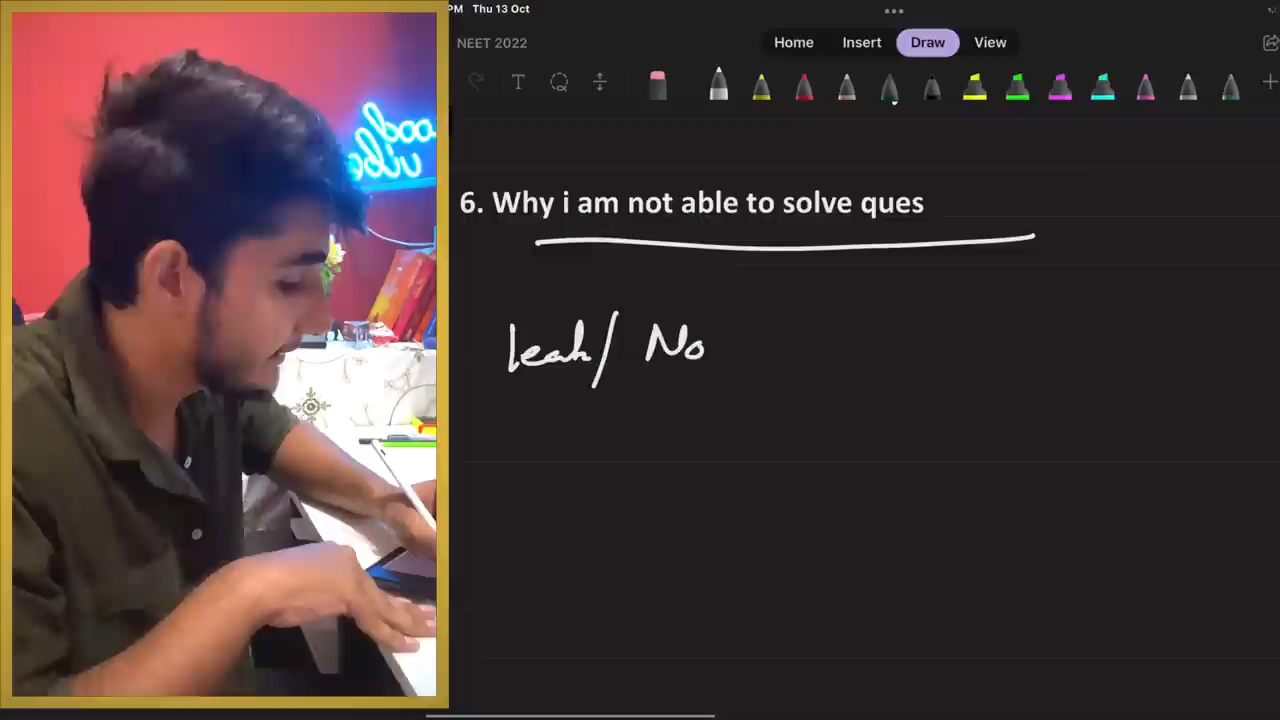 PM Thu 13 Oct
NEET 2022
Home Insert Draw View
T
6. Why i am not able to solve ques
leak/ No